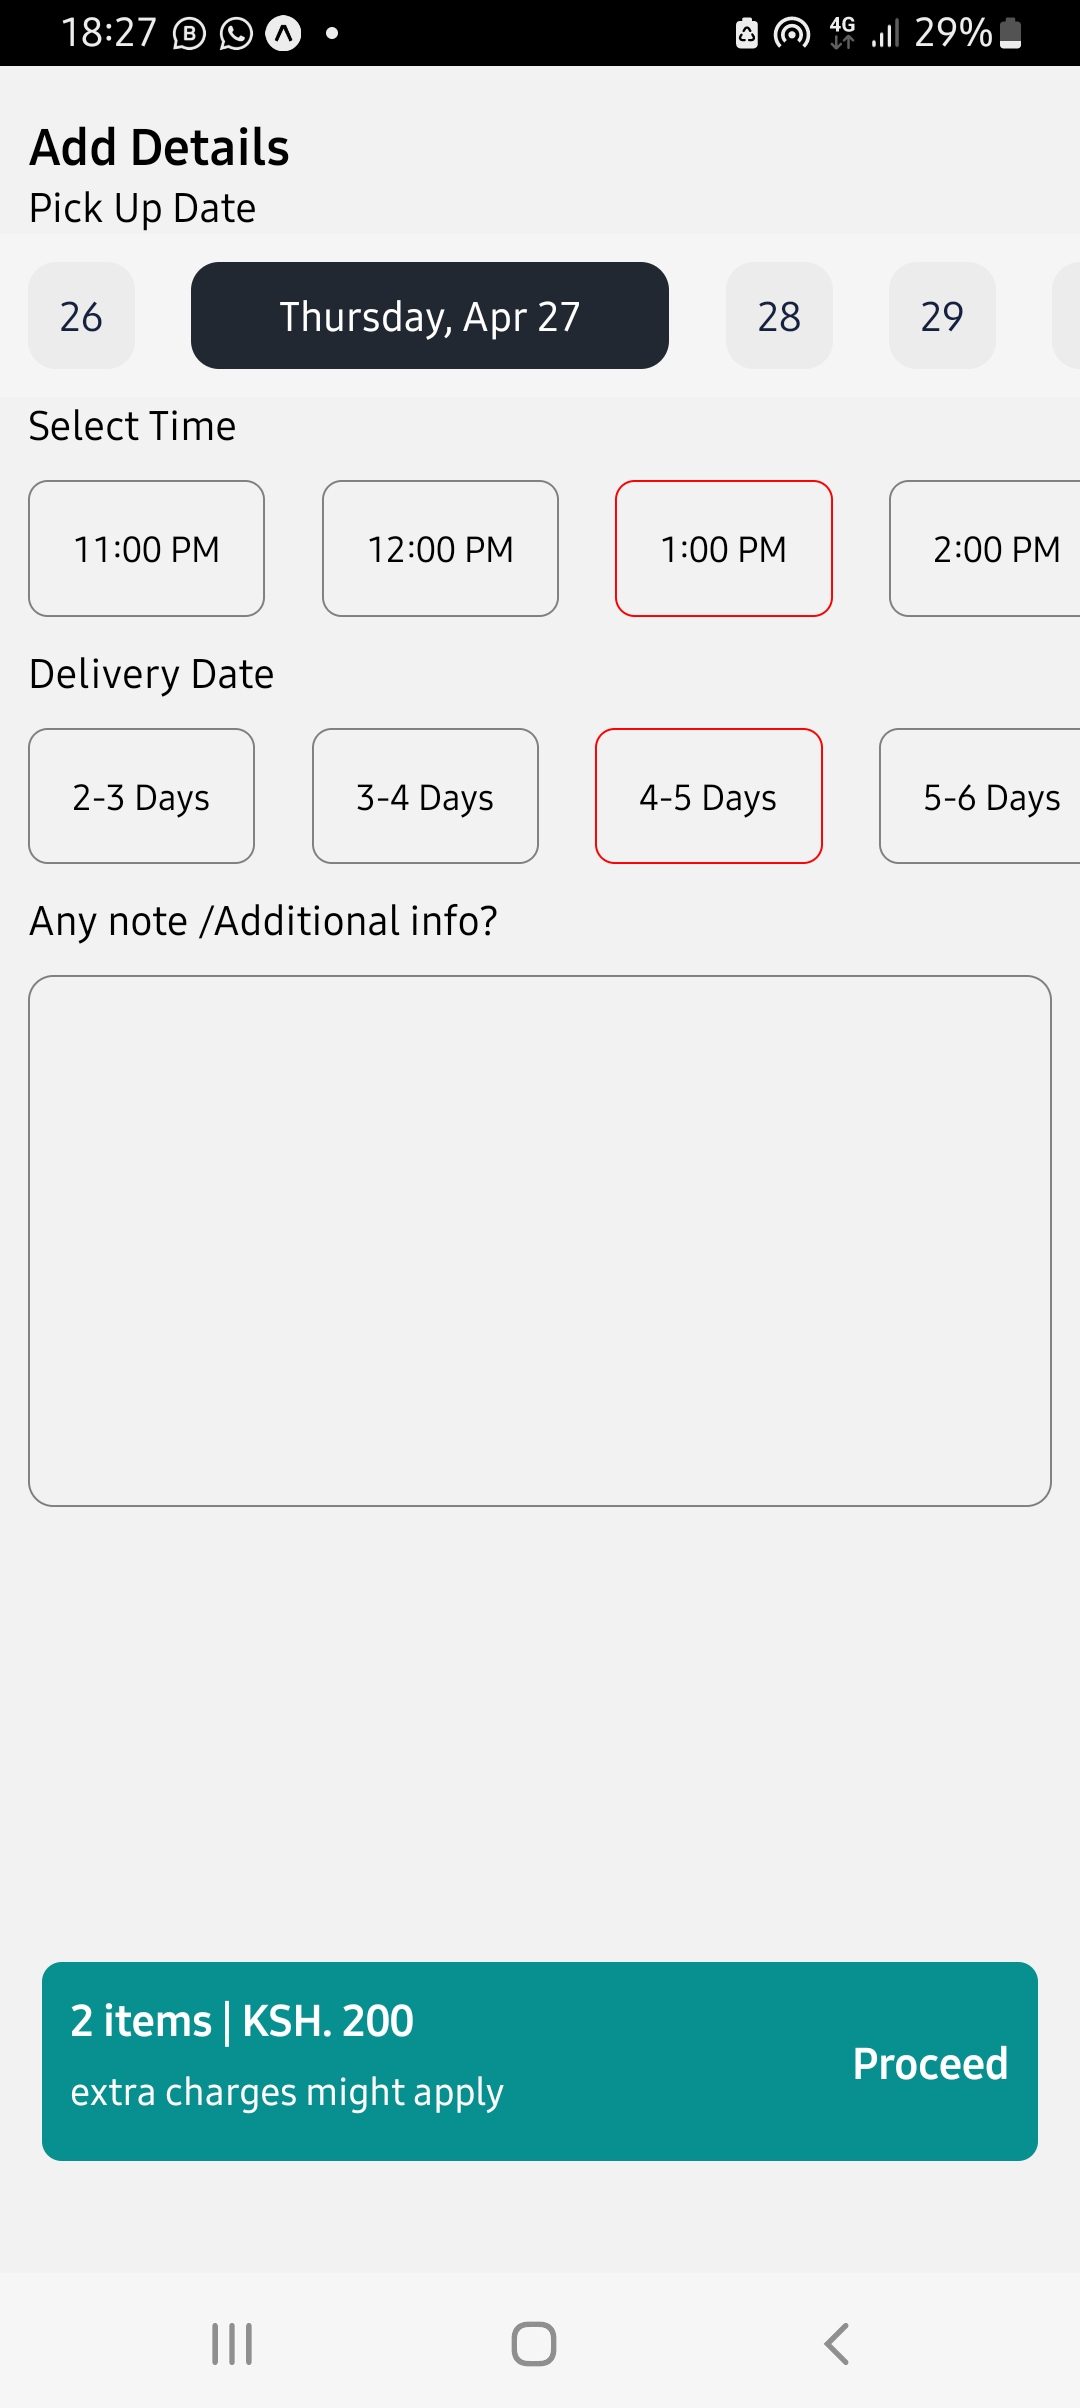 18:27 4G 29%
Add Details
Pick Up Date
26 Thursday, Apr 27 28 29
Select Time
11:00 PM 12:00 PM 1:00 PM 2:00 PM
Delivery Date
2-3 Days 3-4 Days 4-5 Days 5-6 Days
Any note /Additional info?
2 items | KSH. 200
Proceed
extra charges might apply